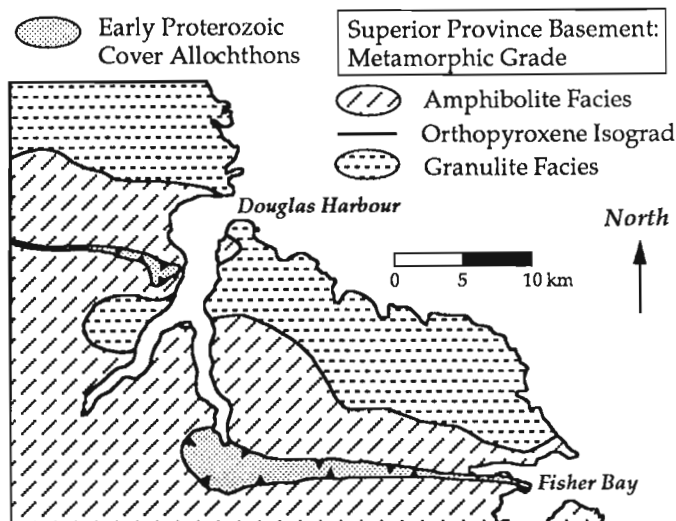 Early Proterozoic
Cover Allochthons
Superior Province Basement:
Metamorphic Grade
Amphibolite Facies
Orthopyroxene Isograd
Granulite Facies
Douglas Harbour
North
0 5 10 km
Fisher Bay